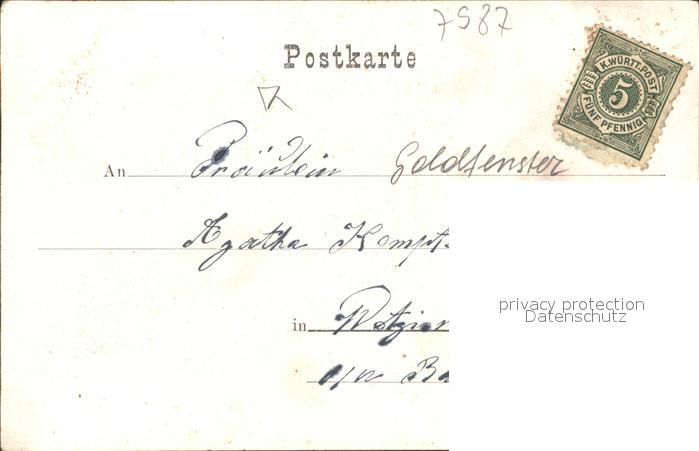 7587
Postkarte
K. WÜRTT. POST
5
FÜNF PFENNIG
An Fräulein Goldfenster
Agatha
in
privacy protection
Datenschutz